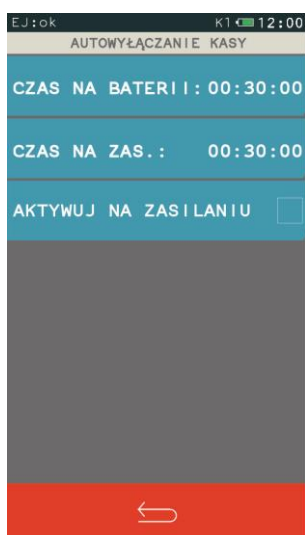 EJ:ok K1 12:00
AUTOWYŁĄCZANIE KASY
CZAS NA BATERII: 00:30:00
CZAS NA ZAS.: 00:30:00
AKTYWUJ NA ZASILANIU